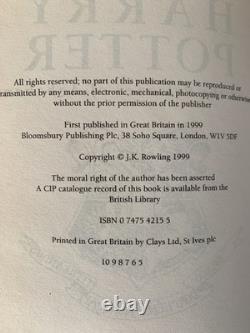 HARRY
POTTER
All rights reserved; no part of this publication may be reproduced or
transmitted by any means, electronic, mechanical, photocopying or otherwise
without the prior permission of the publisher
First published in Great Britain in 1999
Bloomsbury Publishing Plc, 38 Soho Square, London, W1V 5DF
Copyright © J.K. Rowling 1999
The moral right of the author has been asserted
A CIP catalogue record of this book is available from the
British Library
ISBN 0 7475 4215 5
Printed in Great Britain by Clays Ltd, St Ives plc
10 9 8 7 6 5
© 82h.com